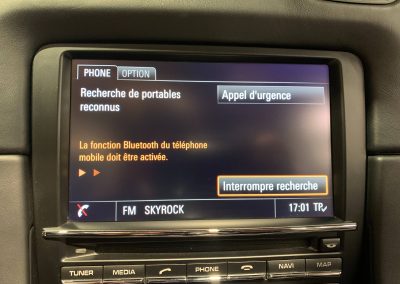 PHONE OPTION
Recherche de portables
reconnus
Appel d'urgence
La fonction Bluetooth du téléphone
mobile doit être activée.
Interrompre recherche
FM SKYROCK 17:01 TP
TUNER MEDIA PHONE NAVI MAP